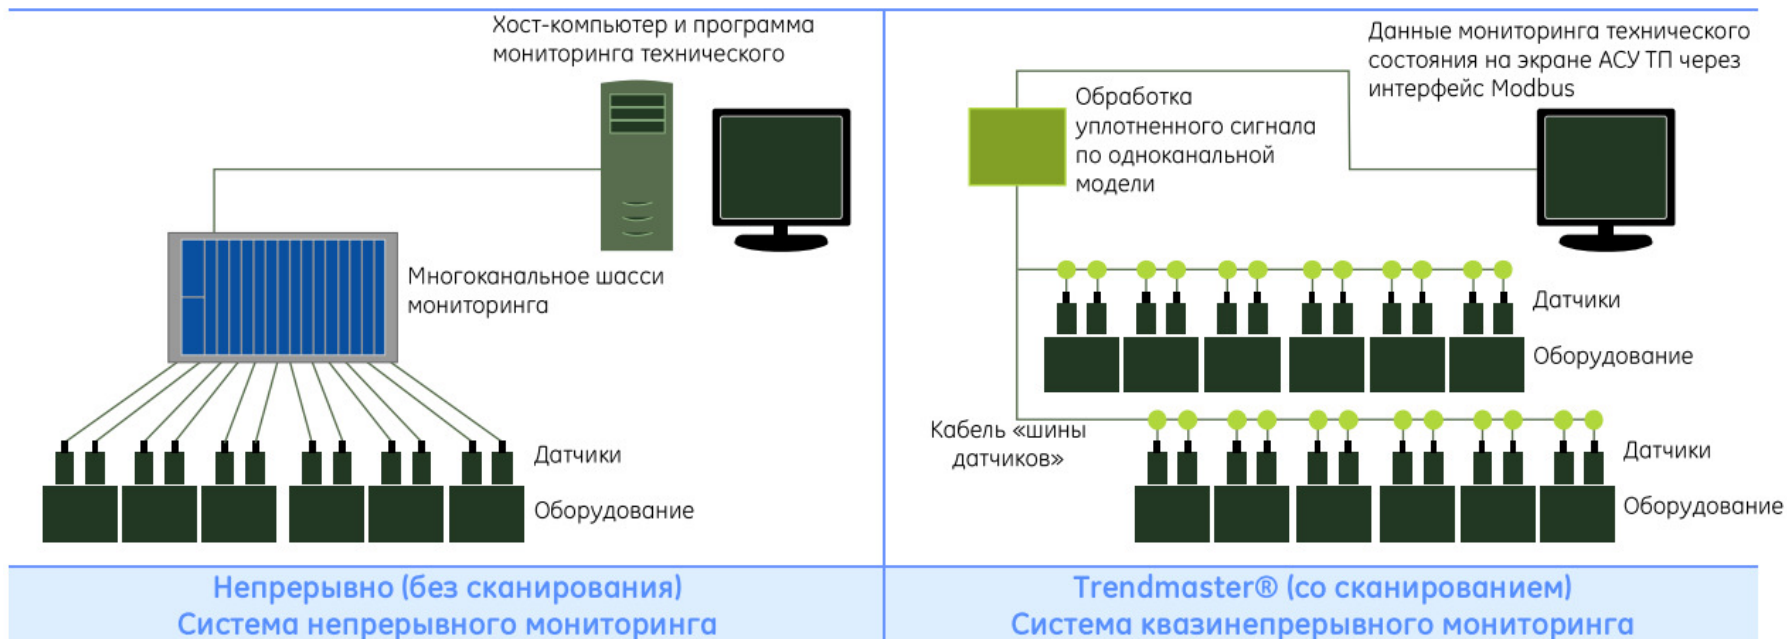 Хост-компьютер и программа
мониторинга технического
Многоканальное шасси
мониторинга
Датчики
Оборудование
Непрерывно (без сканирования)
Система непрерывного мониторинга
Данные мониторинга технического
состояния на экране АСУ ТП через
интерфейс Modbus
Обработка
уплотненного сигнала
по одноканальной
модели
Датчики
Оборудование
Кабель «шины
датчиков»
Датчики
Оборудование
Trendmaster® (со сканированием)
Система квазинепрерывного мониторинга